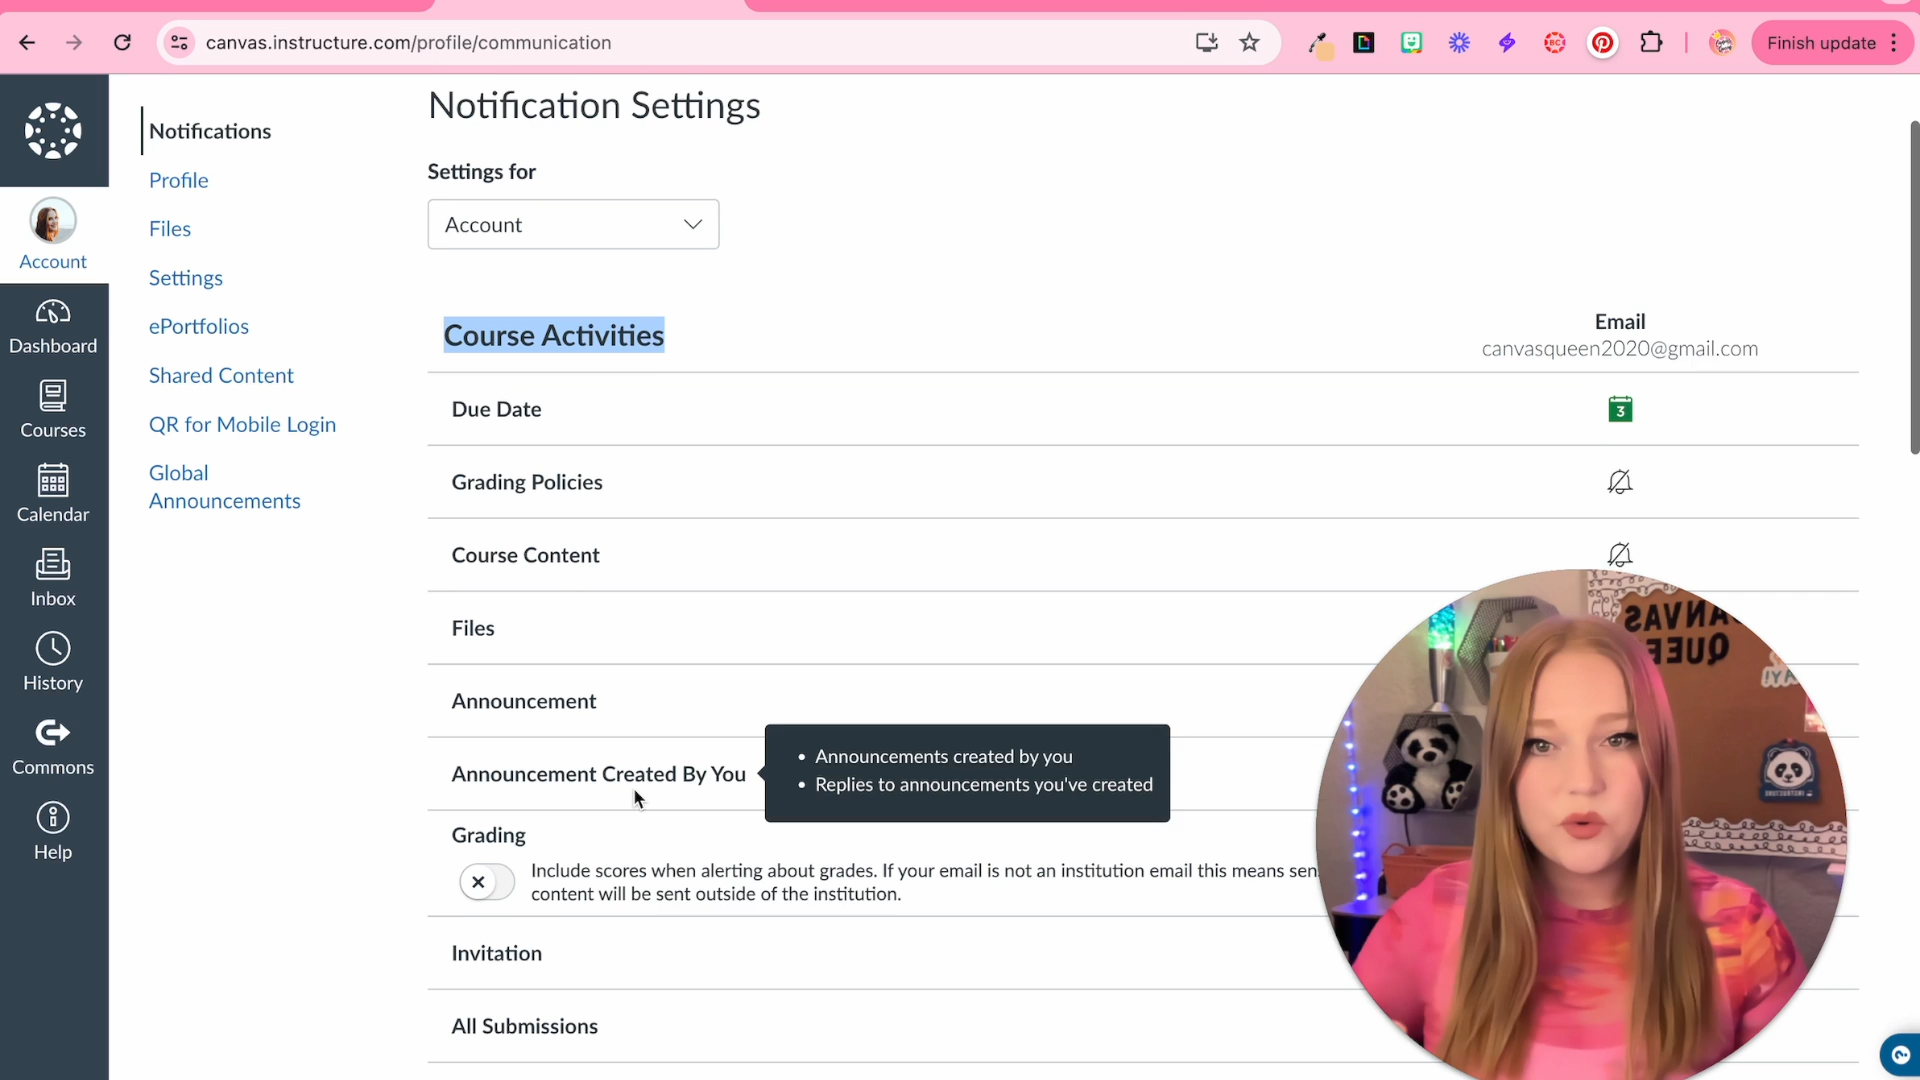 canvas.instructure.com/profile/communication
BC
Finish update
Notification Settings
Notifications
Profile
Files
Settings
ePortfolios
Shared Content
QR for Mobile Login
Global
Announcements
Account
Dashboard
Courses
Calendar
Inbox
History
Commons
Help
Settings for
Account
Course Activities
Email
canvasqueen2020@gmail.com
Due Date
3
Grading Policies
Course Content
Files
Announcement
Announcement Created By You
• Announcements created by you
• Replies to announcements you've created
Grading
Include scores when alerting about grades. If your email is not an institution email this means
content will be sent outside of the institution.
Invitation
All Submissions
CANVAS
QUEE